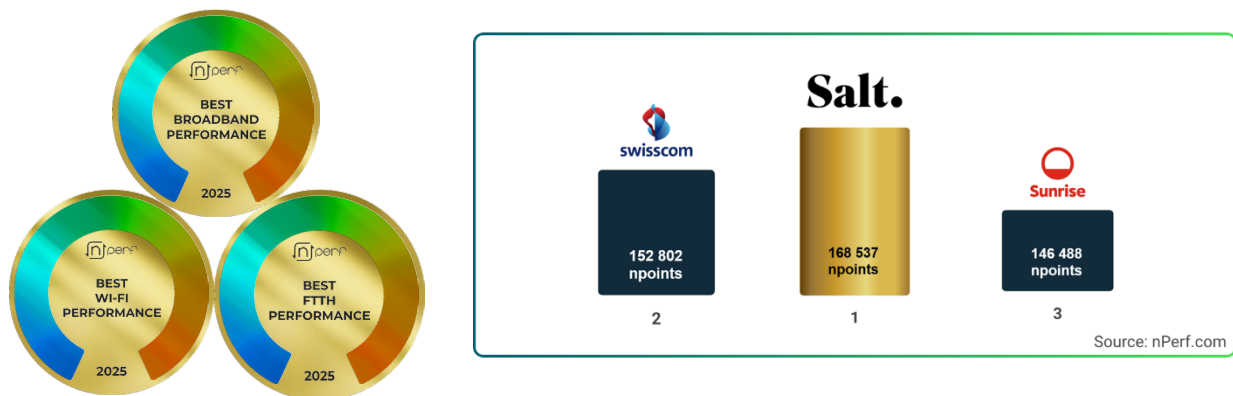 nperf
BEST
BROADBAND
PERFORMANCE
2025
nperf
BEST
WI-FI
PERFORMANCE
2025
nperf
BEST
FTTH
PERFORMANCE
2025
swisscom
152 802
npoints
2
Salt.
168 537
npoints
1
Sunrise
146 488
npoints
3
Source: nPerf.com